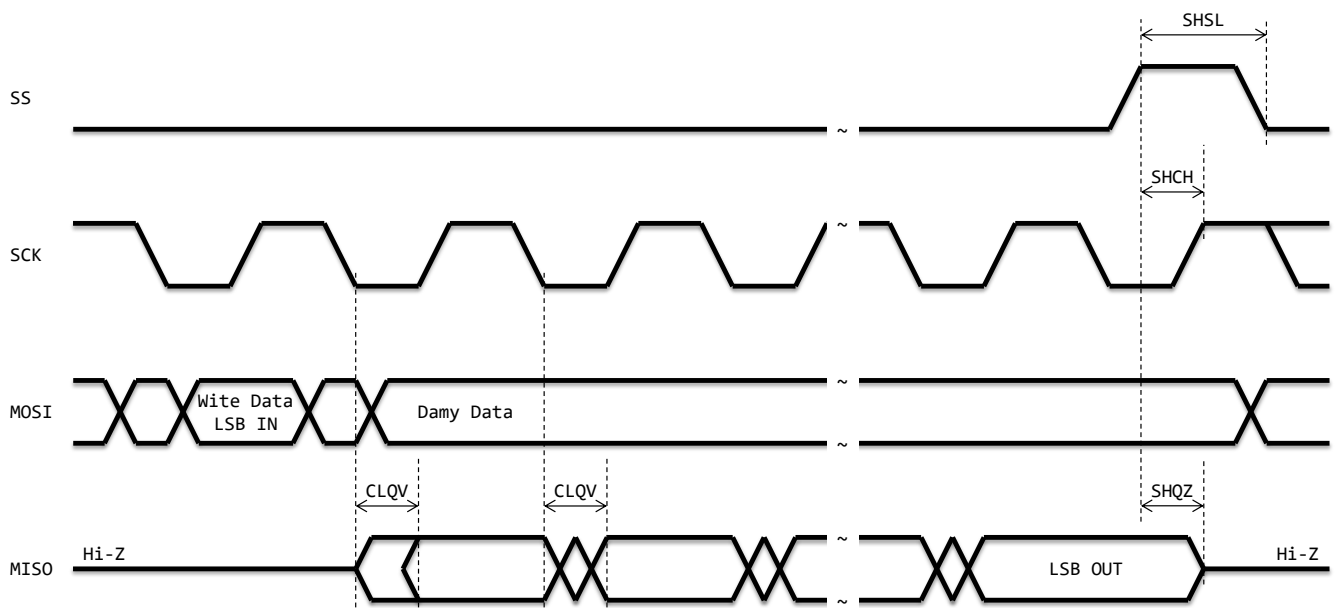 SHSL
SS
~
SHCH
~
SCK
~
MOSI
Wite Data
LSB IN
Damy Data
~
CLQV
CLQV
SHQZ
~
Hi-Z
MISO
LSB OUT
Hi-Z
~